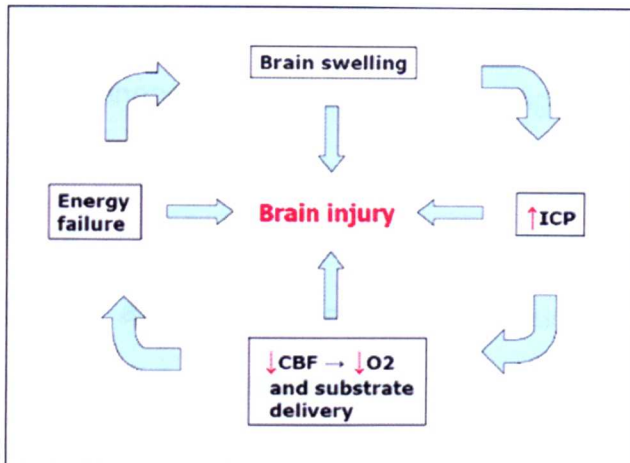 Brain swelling
Energy
failure
Brain injury
↑ICP
↓CBF → ↓O2
and substrate
delivery